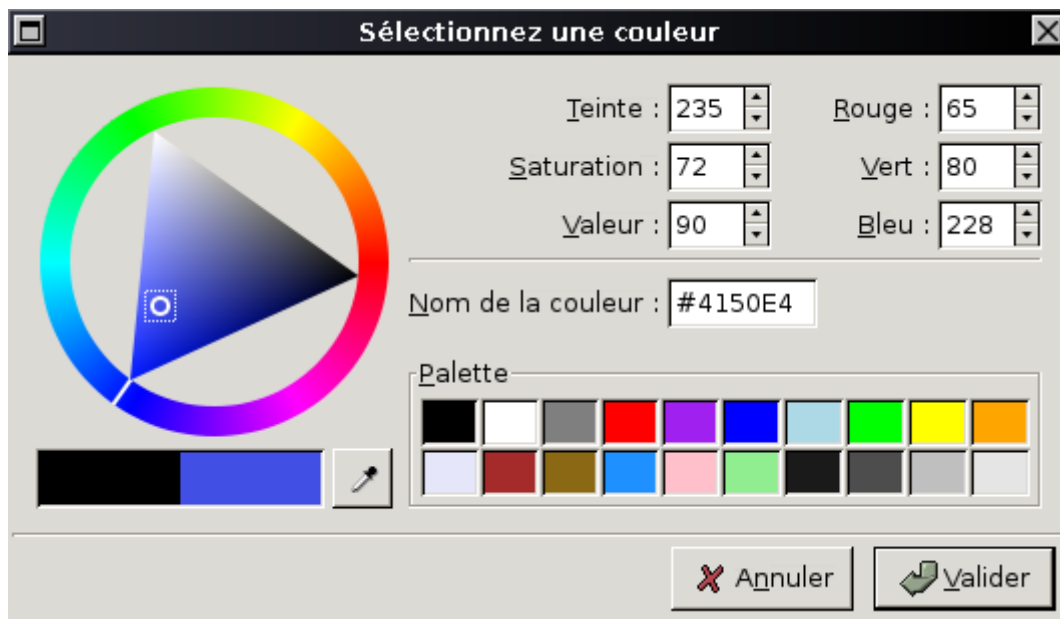 Sélectionnez une couleur
Teinte : 235 Rouge : 65
Saturation : 72 Vert : 80
Valeur : 90 Bleu : 228
Nom de la couleur : #4150E4
Palette
Annuler Valider